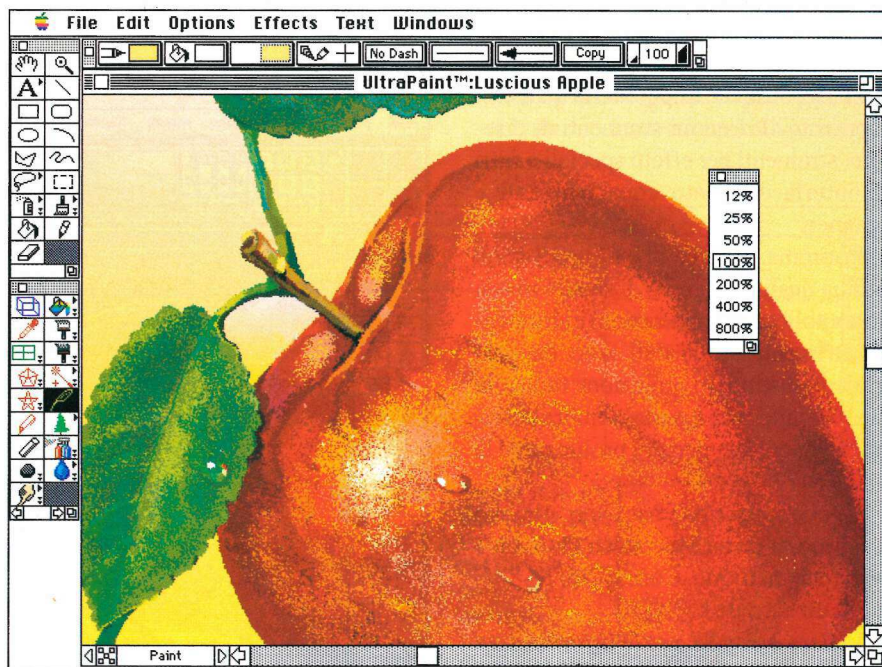 File Edit Options Effects Text Windows
No Dash Copy 100
UltraPaint™:Luscious Apple
A
12%
25%
50%
100%
200%
400%
800%
Paint